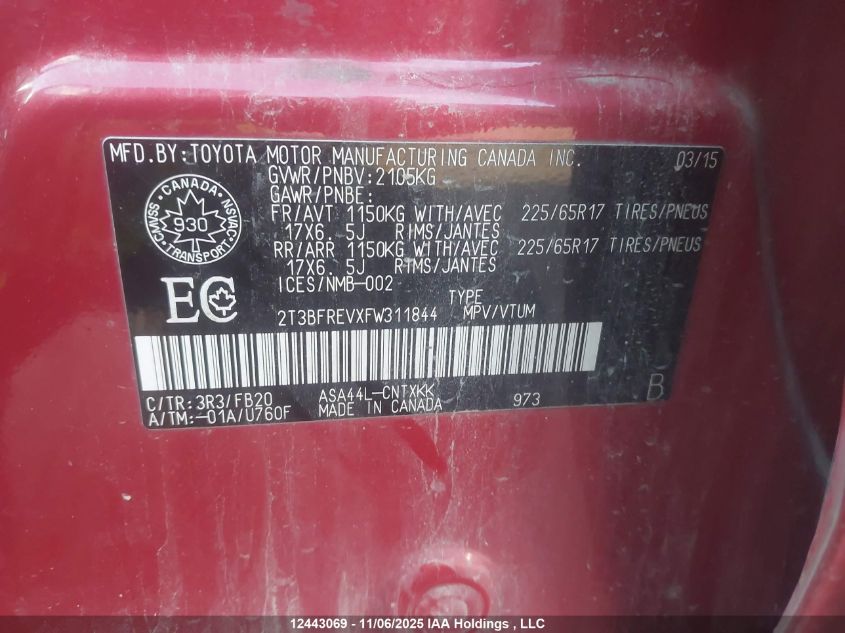 MFD.BY:TOYOTA MOTOR MANUFACTURING CANADA INC. 03/15
GVWR/PNBV:2105KG
GAWR/PNBE:
FR/AVT 1150KG WITH/AVEC 225/65R17 TIRES/PNEUS
17X6.5J RIMS/JANTES
RR/ARR 1150KG WITH/AVEC 225/65R17 TIRES/PNEUS
17X6.5J RIMS/JANTES
ICES/NMB-002
CANADA
CMVSS 930 NSVAC
TRANSPORT
EC
TYPE
2T3BFREVXFW311844 MPV/VTUM
C/TR:3R3/FB20 ASA44L-CNTXKK 973 B
A/TM:-01A/U760F MADE IN CANADA
12443069 - 11/06/2025 IAA Holdings , LLC